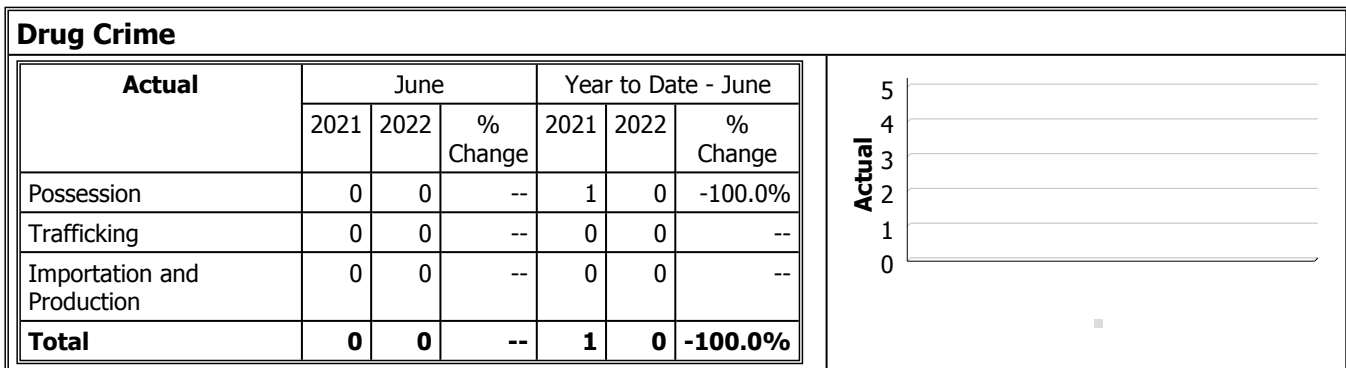 Drug Crime
Actual June Year to Date - June
2021 2022 % Change 2021 2022 % Change
Possession 0 0 -- 1 0 -100.0%
Trafficking 0 0 -- 0 0 --
Importation and Production 0 0 -- 0 0 --
Total 0 0 -- 1 0 -100.0%
Actual
5
4
3
2
1
0